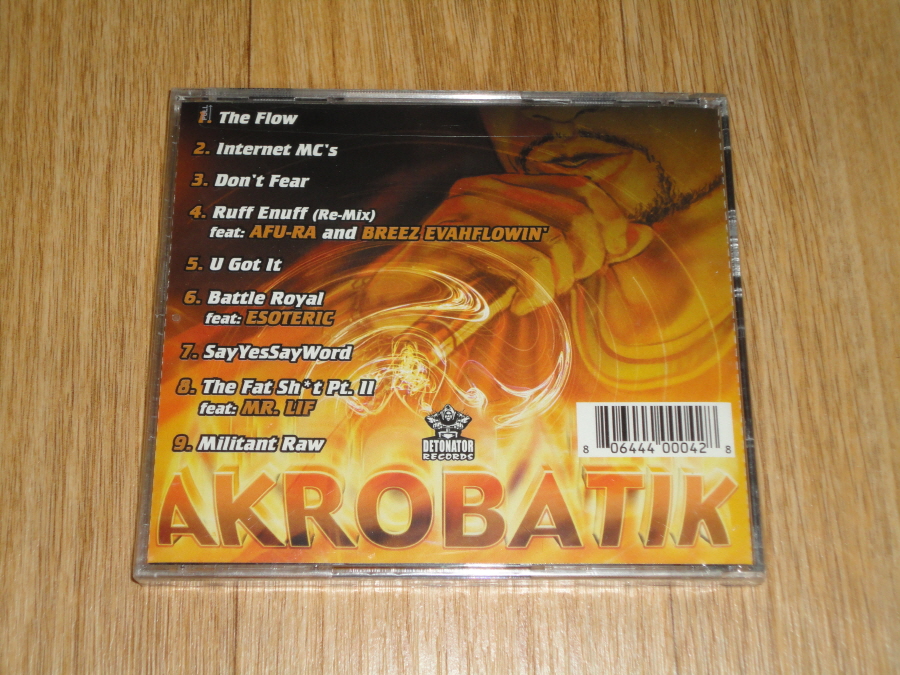 The Flow
2. Internet MC's
3. Don't Fear
4. Ruff Enuff (Re-Mix)
feat: AFU-RA and BREEZ EVAHFLOWIN'
5. U Got It
6. Battle Royal
feat: ESOTERIC
7. SayYesSayWord
8. The Fat Sh*t Pt. II
feat: MR. LIF
9. Militant Raw
DETONATOR
RECORDS
8 06444 00042 8
AKROBATIK